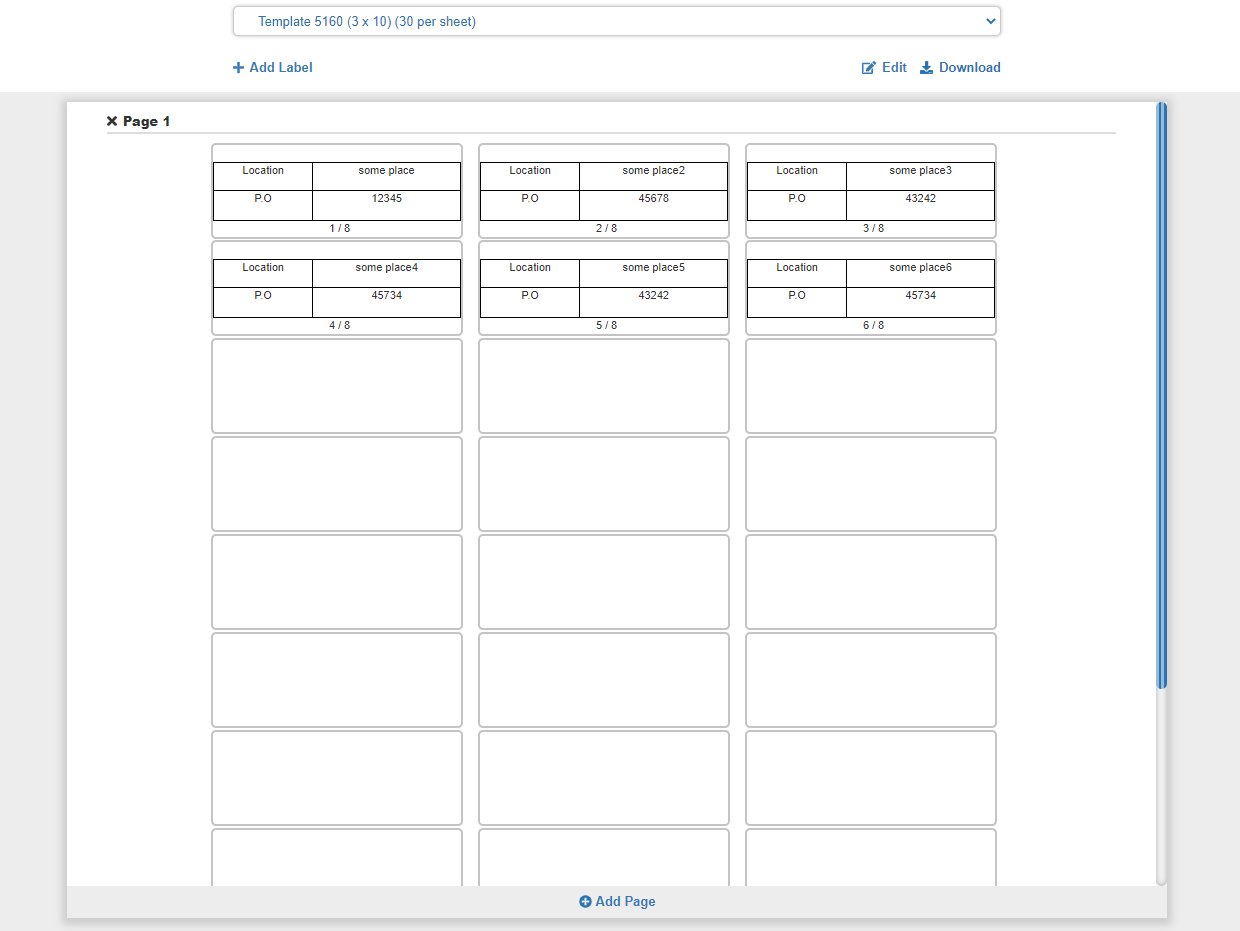 Template 5160 (3 x 10) (30 per sheet)
Add Label Edit Download
Page 1
Location some place Location some place2 Location some place3
P.O 12345 P.O 45678 P.O 43242
1 / 8 2 / 8 3 / 8
Location some place4 Location some place5 Location some place6
P.O 45734 P.O 43242 P.O 45734
4 / 8 5 / 8 6 / 8
Add Page